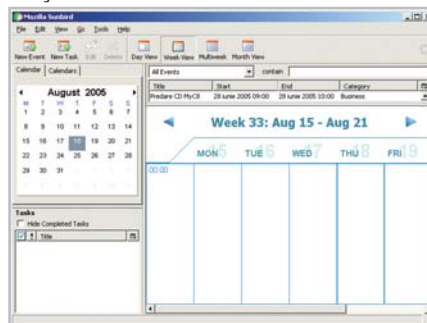 Mozilla Sunbird
File Edit View Go Tools Help
New Event New Task Edit Delete Day View Week View Multiweek Month View
Calendar Calendars
All Events contain
Title Start End Category
Predare CD MyCB 28 iunie 2005 09:00 28 iunie 2005 10:00 Business
August 2005
M T W T F S S
1 2 3 4 5 6 7
8 9 10 11 12 13 14
15 16 17 18 19 20 21
22 23 24 25 26 27 28
29 30 31
Week 33: Aug 15 - Aug 21
MON 15 TUE 16 WED 17 THU 18 FRI 19
00:00
Tasks
Hide Completed Tasks
! Title